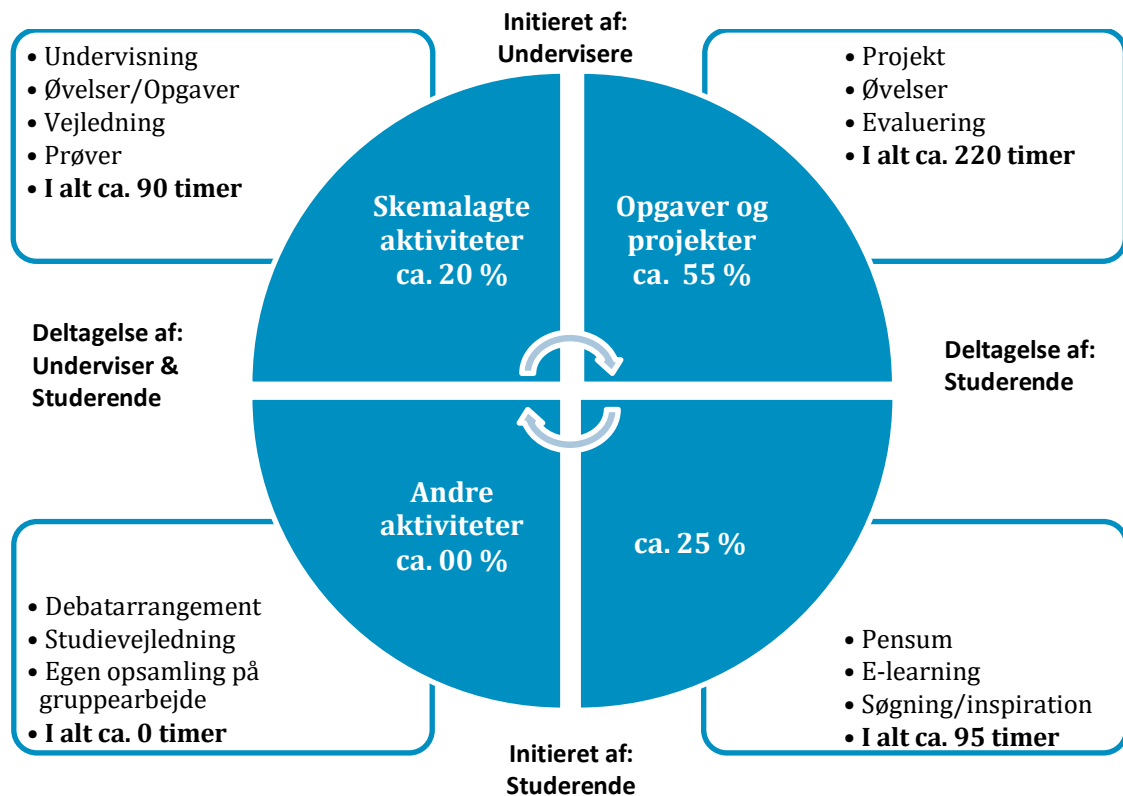 Initieret af:
Undervisere
• Undervisning
• Øvelser/Opgaver
• Vejledning
• Prøver
• I alt ca. 90 timer
• Projekt
• Øvelser
• Evaluering
• I alt ca. 220 timer
Skemalagte
aktiviteter
ca. 20 %
Opgaver og
projekter
ca.  55 %
Deltagelse af:
Underviser &
Studerende
Deltagelse af:
Studerende
Andre
aktiviteter
ca. 00 %
ca. 25 %
• Debatarrangement
• Studievejledning
• Egen opsamling på
gruppearbejde
• I alt ca. 0 timer
• Pensum
• E-learning
• Søgning/inspiration
• I alt ca. 95 timer
Initieret af:
Studerende